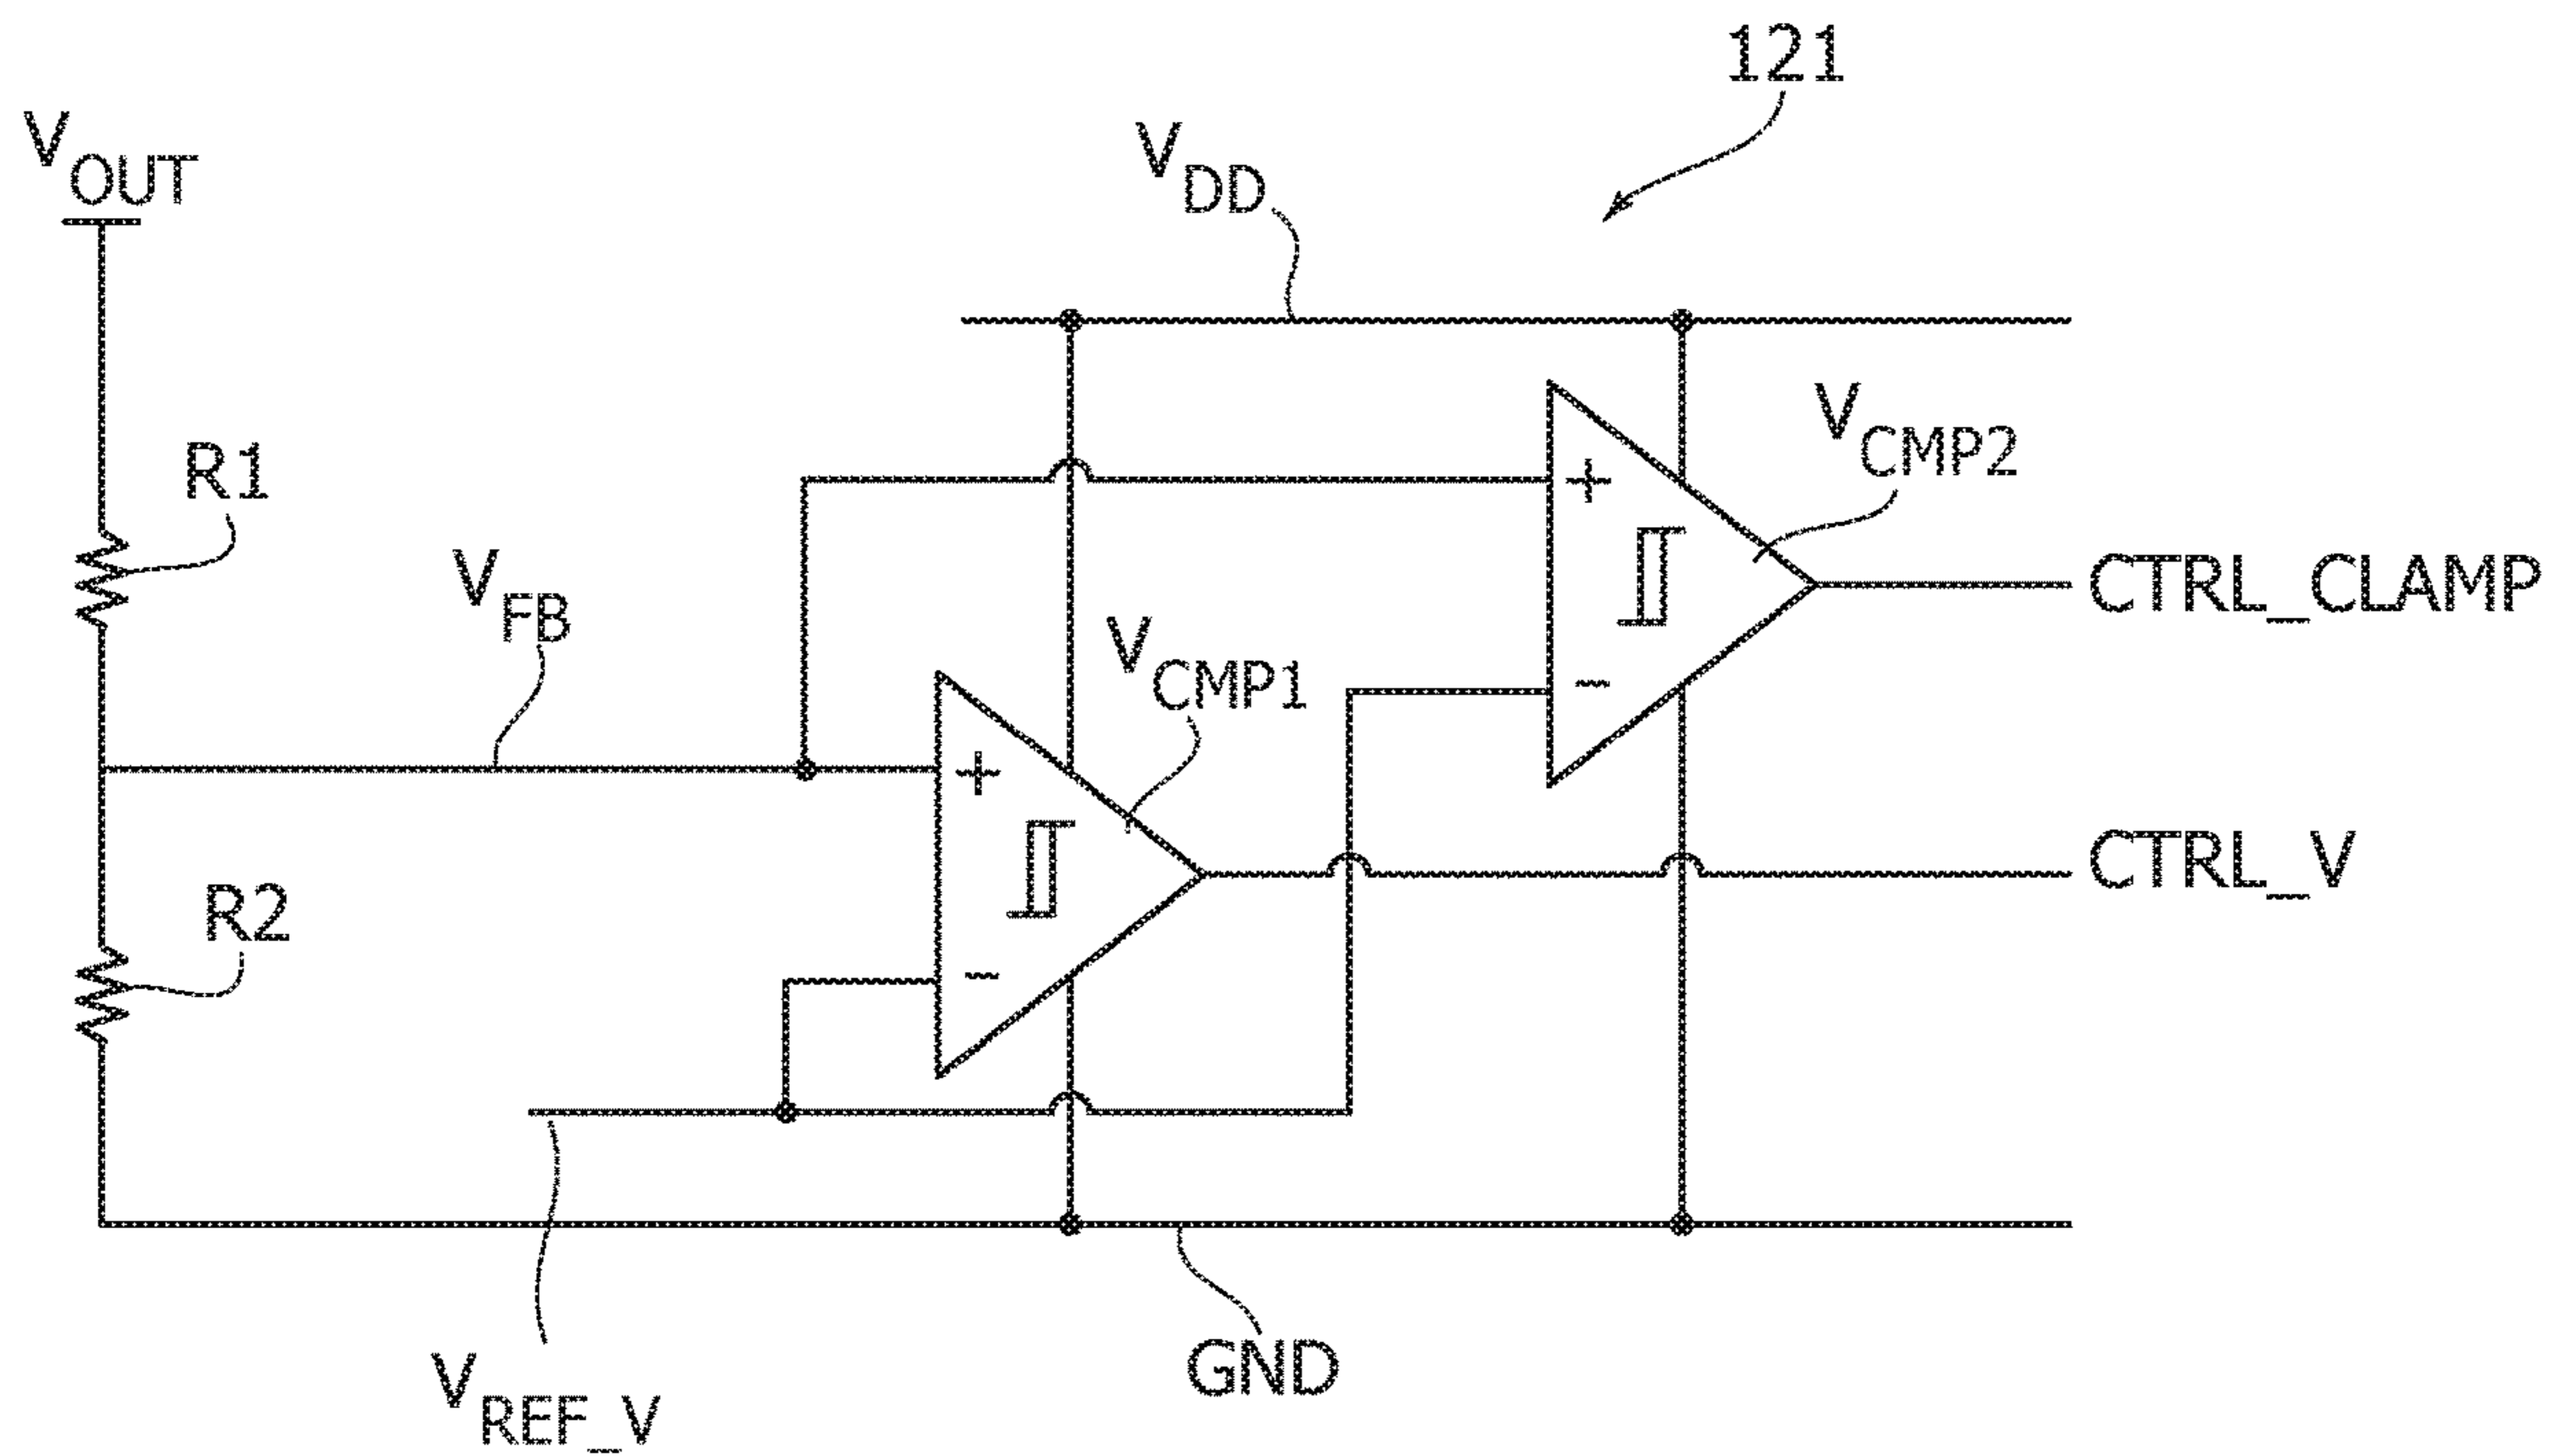 121
VOUT
VDD
R1
VCMP2
VFB
CTRL_CLAMP
VCMP1
+
-
CTRL_V
+
R2
-
GND
VREF_V